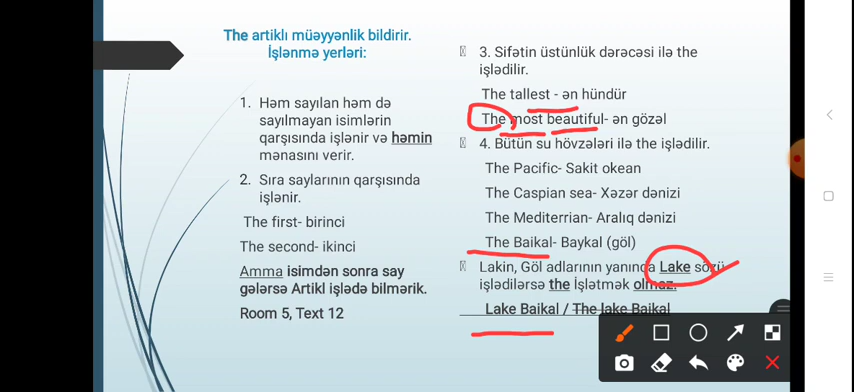 The artiklı müəyyənlik bildirir.
İşlənmə yerləri:
1. Həm sayılan həm də
sayılmayan isimlərin
qarşısında işlənir və həmin
mənasını verir.
2. Sıra saylarının qarşısında
işlənir.
The first- birinci
The second- ikinci
Amma isimdən sonra say
gələrsə Artikl işlədə bilmərik.
Room 5, Text 12
3. Sifətin üstünlük dərəcəsi ilə the
işlədilir.
The tallest - ən hündür
The most beautiful- ən gözəl
4. Bütün su hövzələri ilə the işlədilir.
The Pacific- Sakit okean
The Caspian sea- Xəzər dənizi
The Mediterrian- Aralıq dənizi
The Baikal- Baykal (göl)
Lakin, Göl adlarının yanında Lake sözü
işlədilərsə the İşlətmək olmaz.
Lake Baikal / The lake Baikal